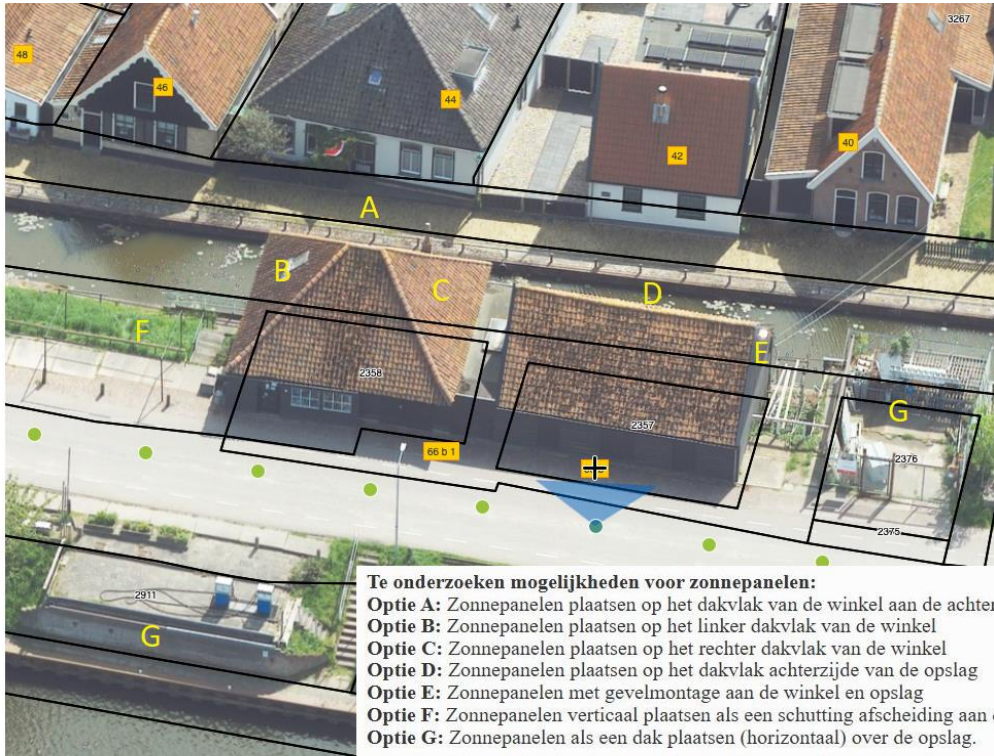 3267
48
46
44
42
40
A
B
C
D
E
F
G
2358
2357
2376
66 b 1
2375
2911
G
Te onderzoeken mogelijkheden voor zonnepanelen:
Optie A: Zonnepanelen plaatsen op het dakvlak van de winkel aan de
Optie B: Zonnepanelen plaatsen op het linker dakvlak van de winkel
Optie C: Zonnepanelen plaatsen op het rechter dakvlak van de winkel
Optie D: Zonnepanelen plaatsen op het dakvlak achterzijde van de opslag
Optie E: Zonnepanelen met gevelmontage aan de winkel en opslag
Optie F: Zonnepanelen verticaal plaatsen als een schutting afscheiding aan
Optie G: Zonnepanelen als een dak plaatsen (horizontaal) over de opslag.